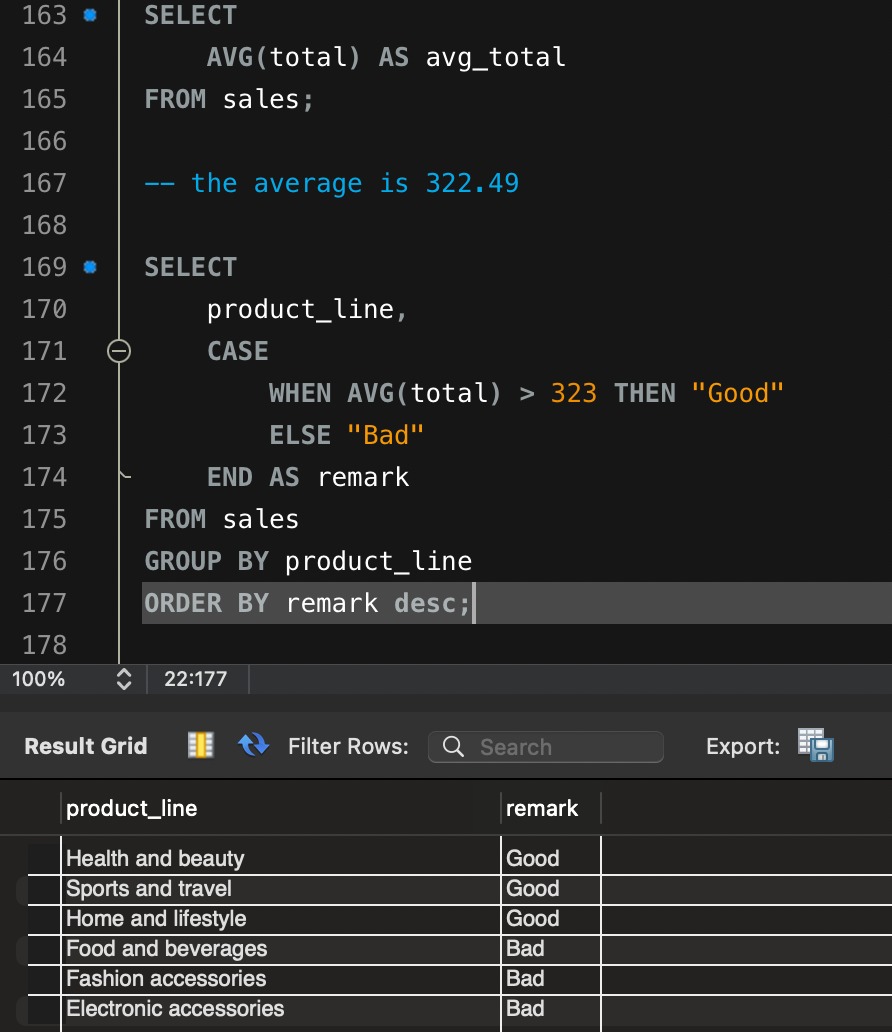 163 SELECT
164 AVG(total) AS avg_total
165 FROM sales;
166
167 -- the average is 322.49
168
169 SELECT
170 product_line,
171 CASE
172 WHEN AVG(total) > 323 THEN "Good"
173 ELSE "Bad"
174 END AS remark
175 FROM sales
176 GROUP BY product_line
177 ORDER BY remark desc;
178
100% 22:177
Result Grid Filter Rows: Search Export:
product_line remark
Health and beauty Good
Sports and travel Good
Home and lifestyle Good
Food and beverages Bad
Fashion accessories Bad
Electronic accessories Bad